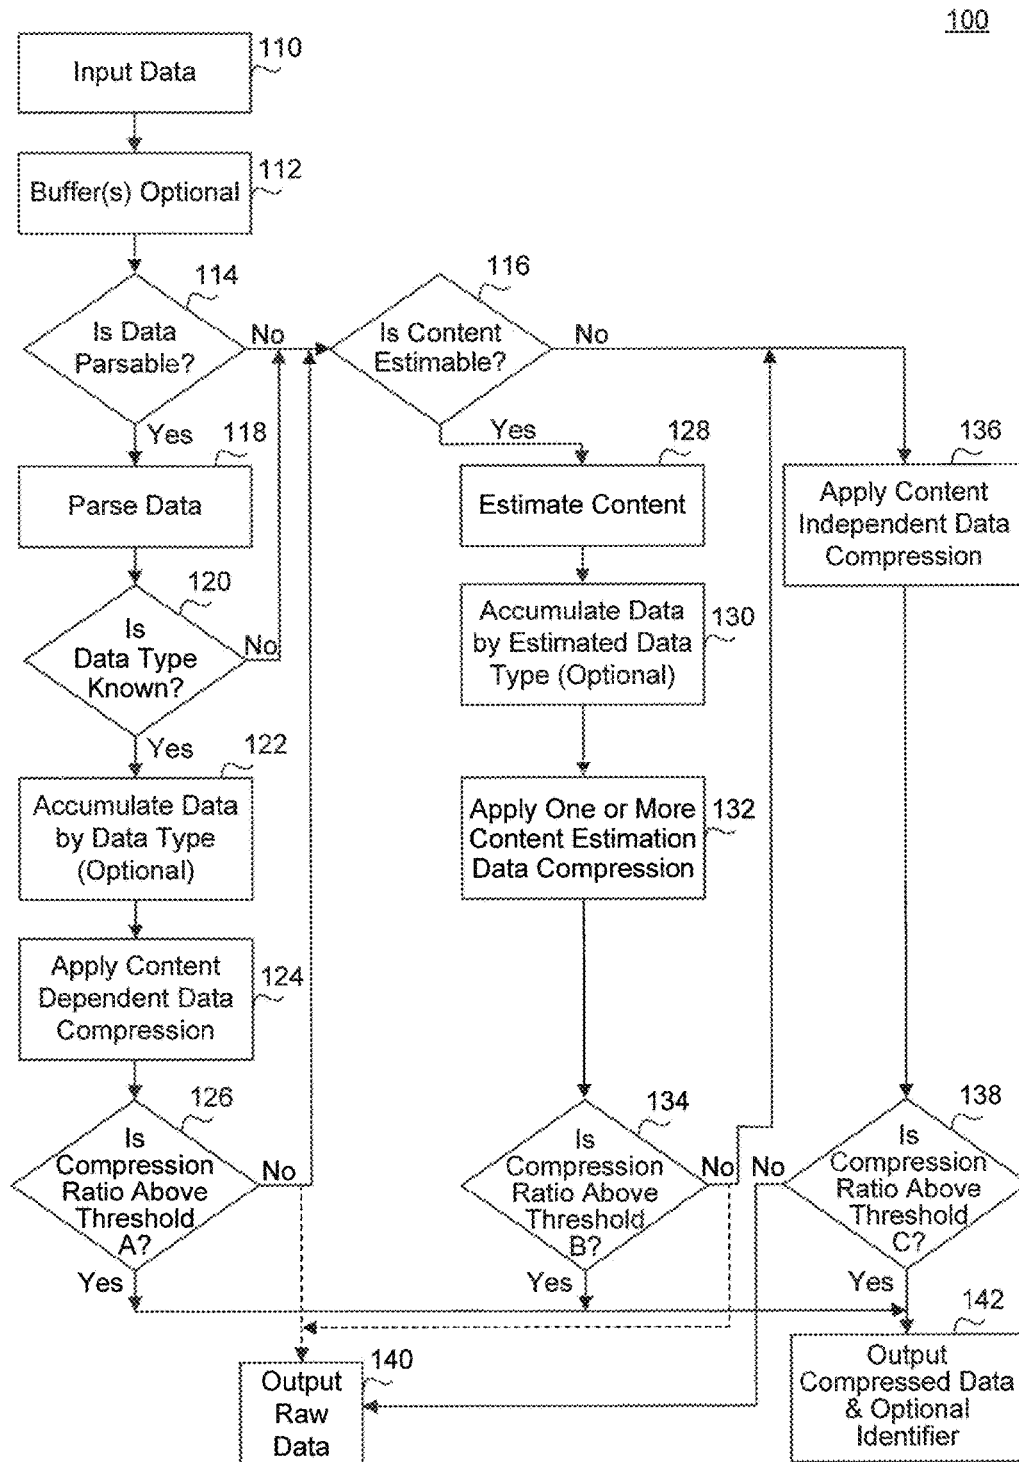 100
Input Data
110
Buffer(s) Optional
112
114
Is Data
Parsable?
No
Yes
116
Is Content
Estimable?
No
Yes
118
Parse Data
120
Is
Data Type
Known?
No
Yes
122
Accumulate Data
by Data Type
(Optional)
124
Apply Content
Dependent Data
Compression
126
Is
Compression
Ratio Above
Threshold
A?
No
Yes
128
Estimate Content
130
Accumulate Data
by Estimated Data
Type (Optional)
132
Apply One or More
Content Estimation
Data Compression
134
Is
Compression
Ratio Above
Threshold
B?
No
Yes
136
Apply Content
Independent Data
Compression
138
Is
Compression
Ratio Above
Threshold
C?
No
Yes
140
Output
Raw
Data
142
Output
Compressed Data
& Optional
Identifier